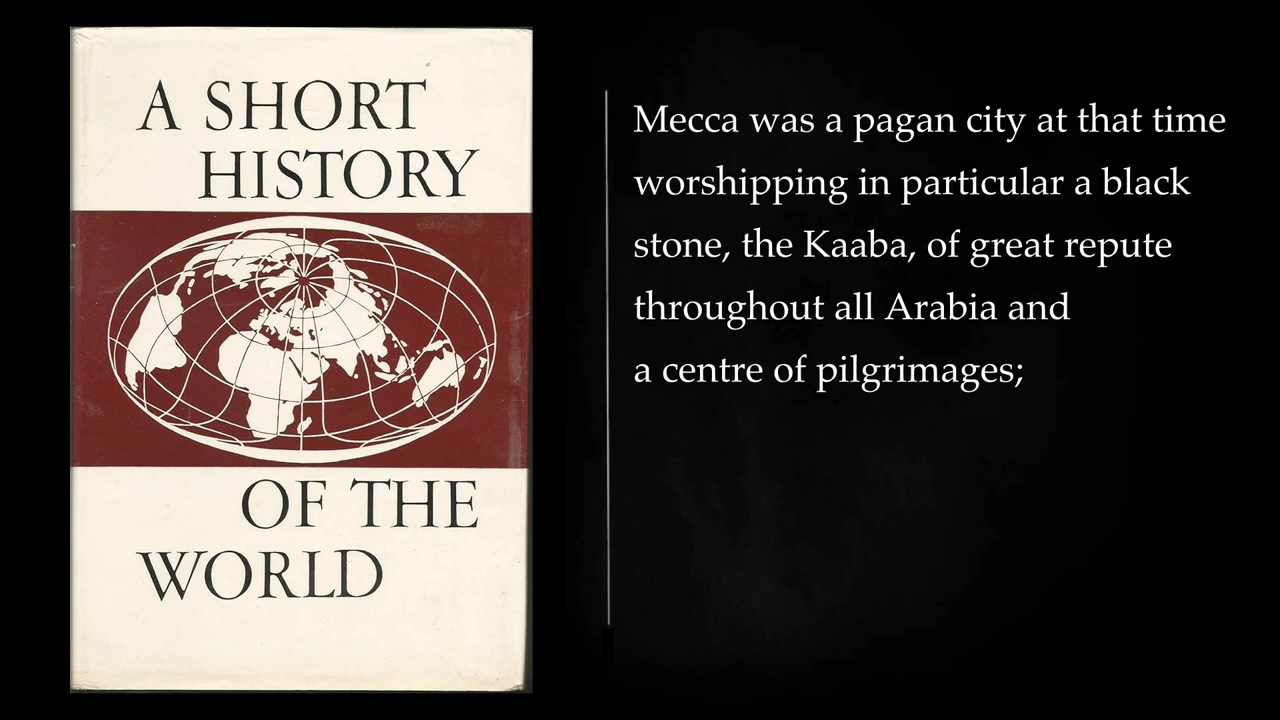 A SHORT
HISTORY
OF THE
WORLD
Mecca was a pagan city at that time
worshipping in particular a black
stone, the Kaaba, of great repute
throughout all Arabia and
a centre of pilgrimages;